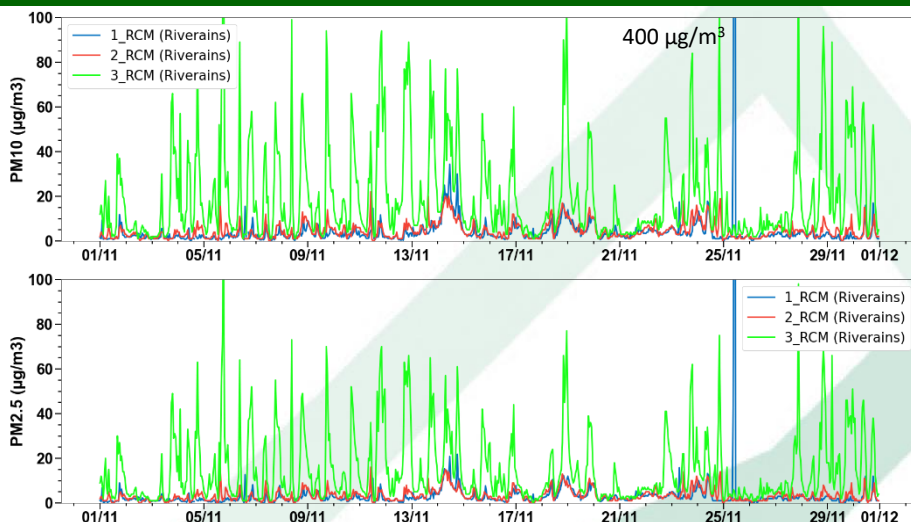 400 µg/m³
PM10 (µg/m3)
100
80
60
40
20
0
1_RCM (Riverains)
2_RCM (Riverains)
3_RCM (Riverains)
01/11 05/11 09/11 13/11 17/11 21/11 25/11 29/11 01/12
PM2.5 (µg/m3)
100
80
60
40
20
0
1_RCM (Riverains)
2_RCM (Riverains)
3_RCM (Riverains)
01/11 05/11 09/11 13/11 17/11 21/11 25/11 29/11 01/12